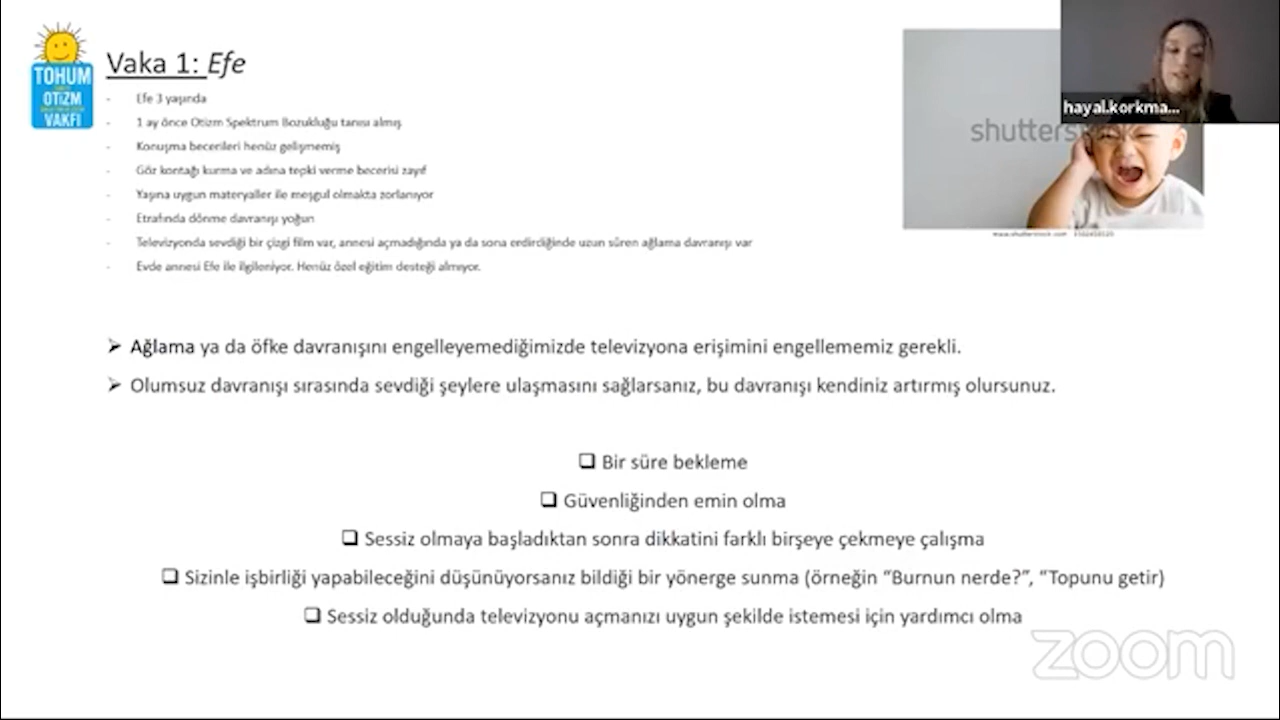 TOHUM
OTİZM
VAKFI
Vaka 1: Efe
- Efe 3 yaşında
- 1 ay önce Otizm Spektrum Bozukluğu tanısı almış
- Konuşma becerileri henüz gelişmemiş
- Göz kontağı kurma ve adına tepki verme becerisi zayıf
- Yaşına uygun materyaller ile meşgul olmakta zorlanıyor
- Etrafında dönme davranışı yoğun
- Televizyonda sevdiği bir çizgi film var, annesi açmadığında ya da sona erdirdiğinde uzun süren ağlama davranışı var
- Evde annesi Efe ile ilgileniyor. Henüz özel eğitim desteği almıyor.
hayal.korkma...
shutterstock
➢ Ağlama ya da öfke davranışını engelleyemediğimizde televizyona erişimini engellememiz gerekli.
➢ Olumsuz davranışı sırasında sevdiği şeylere ulaşmasını sağlarsanız, bu davranışı kendiniz artırmış olursunuz.
❑ Bir süre bekleme
❑ Güvenliğinden emin olma
❑ Sessiz olmaya başladıktan sonra dikkatini farklı birşeye çekmeye çalışma
❑ Sizinle işbirliği yapabileceğini düşünüyorsanız bildiği bir yönerge sunma (örneğin “Burnun nerde?”, “Topunu getir)
❑ Sessiz olduğunda televizyonu açmanızı uygun şekilde istemesi için yardımcı olma
zoom